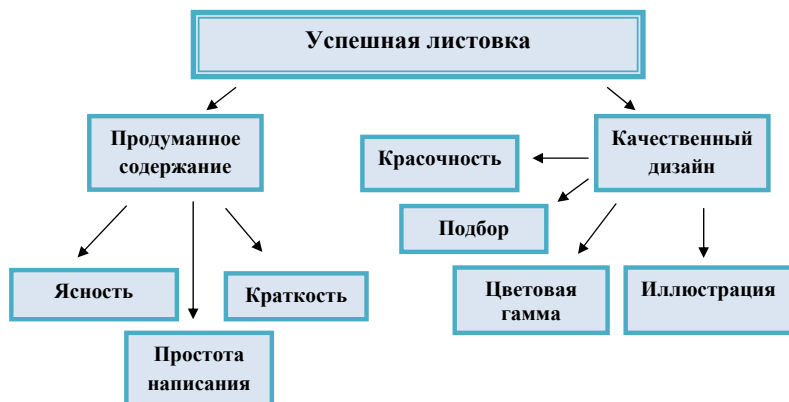 Успешная листовка
Продуманное
содержание
Качественный
дизайн
Красочность
Подбор
Ясность
Краткость
Цветовая
гамма
Иллюстрация
Простота
написания